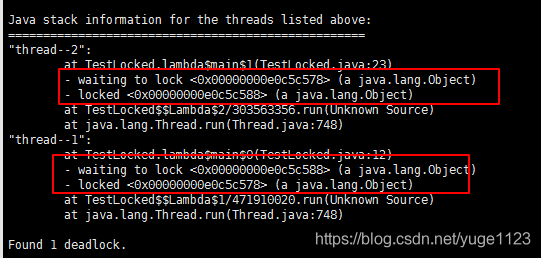 Java stack information for the threads listed above:
===================================================
"thread--2":
at TestLocked.lambda$main$1(TestLocked.java:23)
- waiting to lock <0x00000000e0c5c578> (a java.lang.Object)
- locked <0x00000000e0c5c588> (a java.lang.Object)
at TestLocked$$Lambda$2/303563356.run(Unknown Source)
at java.lang.Thread.run(Thread.java:748)
"thread--1":
at TestLocked.lambda$main$0(TestLocked.java:12)
- waiting to lock <0x00000000e0c5c588> (a java.lang.Object)
- locked <0x00000000e0c5c578> (a java.lang.Object)
at TestLocked$$Lambda$1/471910020.run(Unknown Source)
at java.lang.Thread.run(Thread.java:748)
Found 1 deadlock.
https://blog.csdn.net/yuge1123